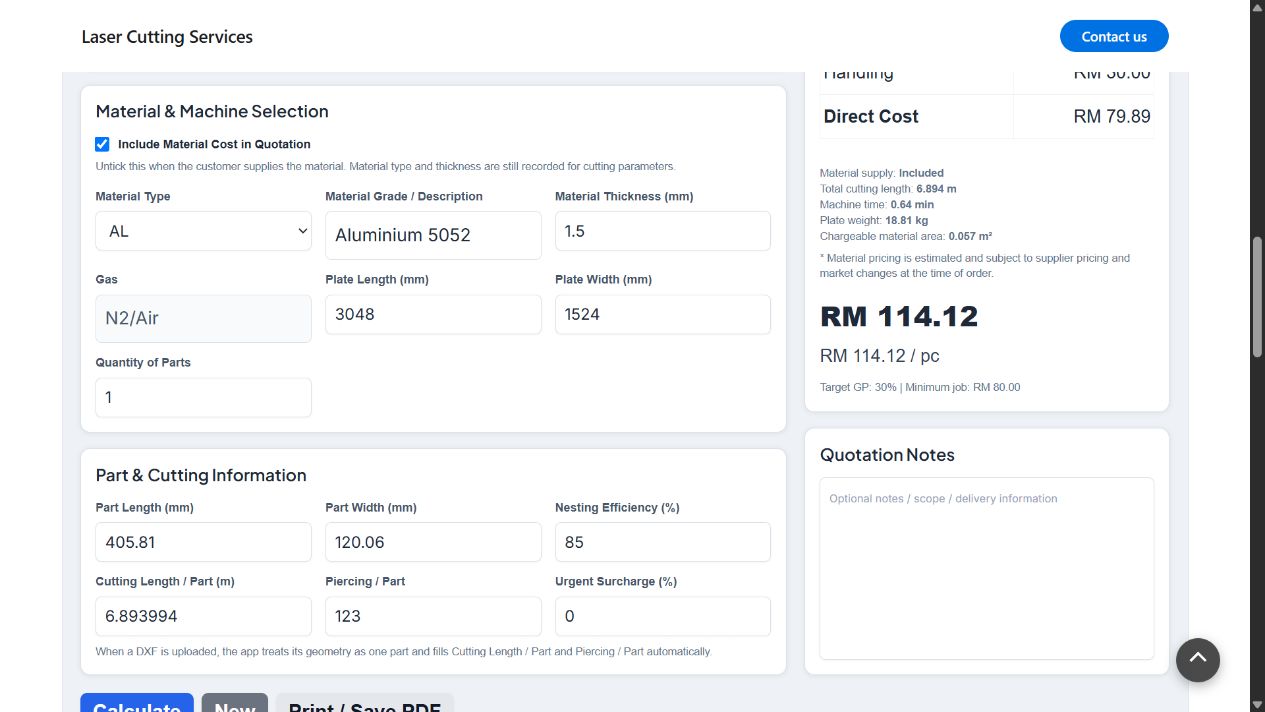 Laser Cutting Services
Contact us
Material & Machine Selection
Include Material Cost in Quotation
Untick this when the customer supplies the material. Material type and thickness are still recorded for cutting parameters.
Material Type
Material Grade / Description
Material Thickness (mm)
AL
Aluminium 5052
1.5
Gas
Plate Length (mm)
Plate Width (mm)
N2/Air
3048
1524
Quantity of Parts
1
Part & Cutting Information
Part Length (mm)
Part Width (mm)
Nesting Efficiency (%)
405.81
120.06
85
Cutting Length / Part (m)
Piercing / Part
Urgent Surcharge (%)
6.893994
123
0
When a DXF is uploaded, the app treats its geometry as one part and fills Cutting Length / Part and Piercing / Part automatically.
Calculate
New
Print / Save PDF
Handling
RM 30.00
Direct Cost
RM 79.89
Material supply: Included
Total cutting length: 6.894 m
Machine time: 0.64 min
Plate weight: 18.81 kg
Chargeable material area: 0.057 m²
* Material pricing is estimated and subject to supplier pricing and
market changes at the time of order.
RM 114.12
RM 114.12 / pc
Target GP: 30% | Minimum job: RM 80.00
Quotation Notes
Optional notes / scope / delivery information